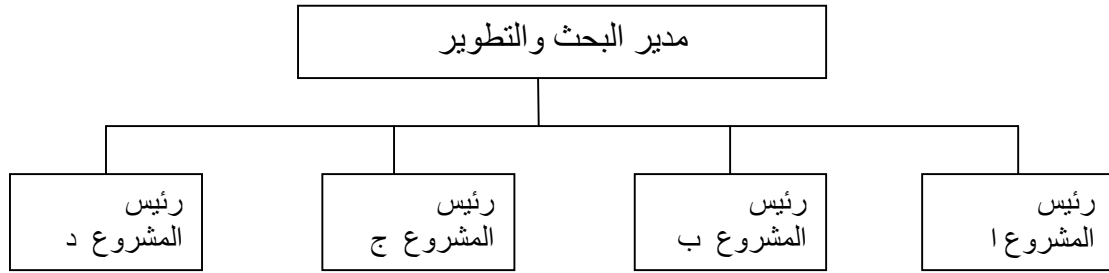 مدير البحث والتطوير
رئيس
المشروع ا
رئيس
المشروع ب
رئيس
المشروع ج
رئيس
المشروع د